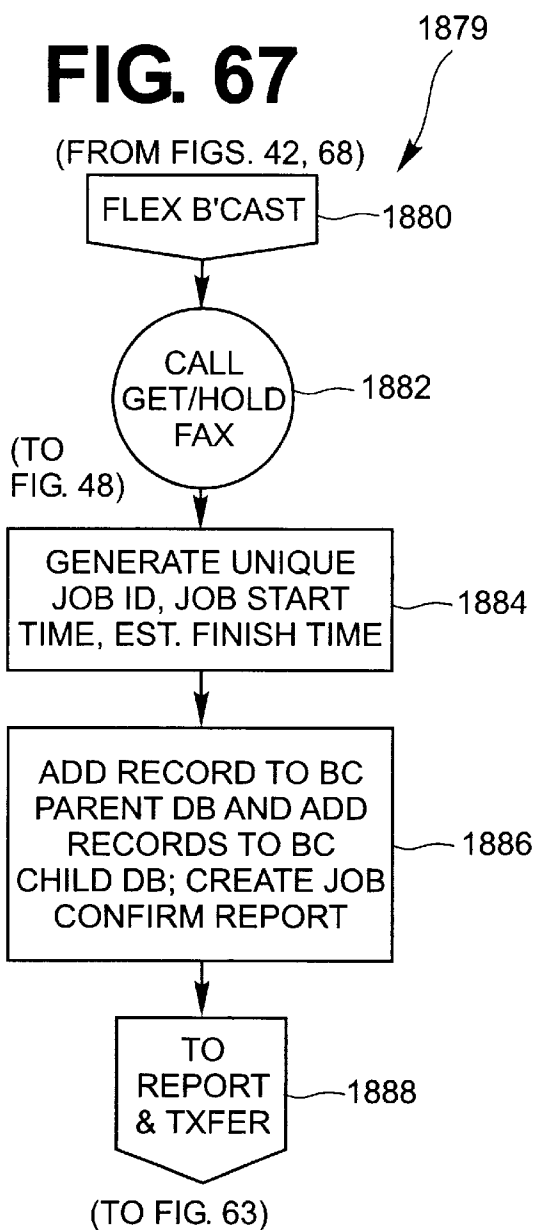 1879
FIG. 67
(FROM FIGS. 42, 68)
FLEX B'CAST
1880
CALL
GET/HOLD
FAX
1882
(TO
FIG. 48)
GENERATE UNIQUE
JOB ID, JOB START
TIME, EST. FINISH TIME
1884
ADD RECORD TO BC
PARENT DB AND ADD
RECORDS TO BC
CHILD DB; CREATE JOB
CONFIRM REPORT
1886
TO
REPORT
& TXFER
1888
(TO FIG. 63)